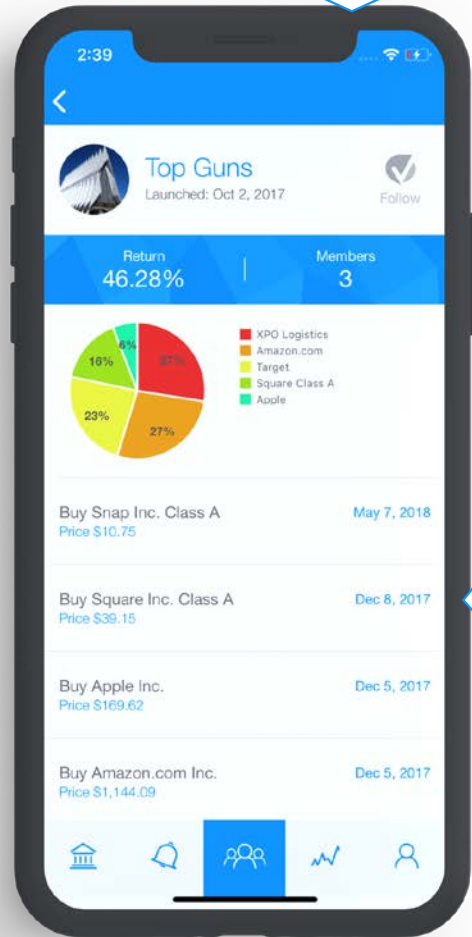 2:39
Top Guns
Launched: Oct 2, 2017
Follow
Return
46.28%
Members
3
XPO Logistics
Amazon.com
Target
Square Class A
Apple
6%
27%
16%
23%
27%
Buy Snap Inc. Class A
May 7, 2018
Price $10.75
Buy Square Inc. Class A
Dec 8, 2017
Price $39.15
Buy Apple Inc.
Dec 5, 2017
Price $169.62
Buy Amazon.com Inc.
Dec 5, 2017
Price $1,144.09